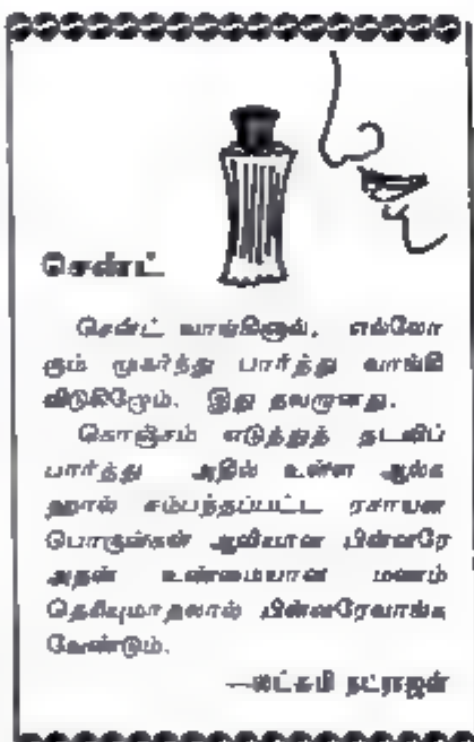 சென்ட்
சென்ட் வாங்கினால், எல்லோ
ரும் முகர்ந்து பார்த்து வாங்கி
விடுகிறோம். இது தவறானது.
கொஞ்சம் எடுத்துத் தடவிப்
பார்த்து அதில் உள்ள ஆல்க
ஹால் சம்பந்தப்பட்ட ரசாயன
பொருள்கள் ஆவியான பின்னரே
அதன் உண்மையான மணம்
தெரியுமாதலால் பின்னரேவாங்க
வேண்டும்.
—லட்சுமி நடராஜன்